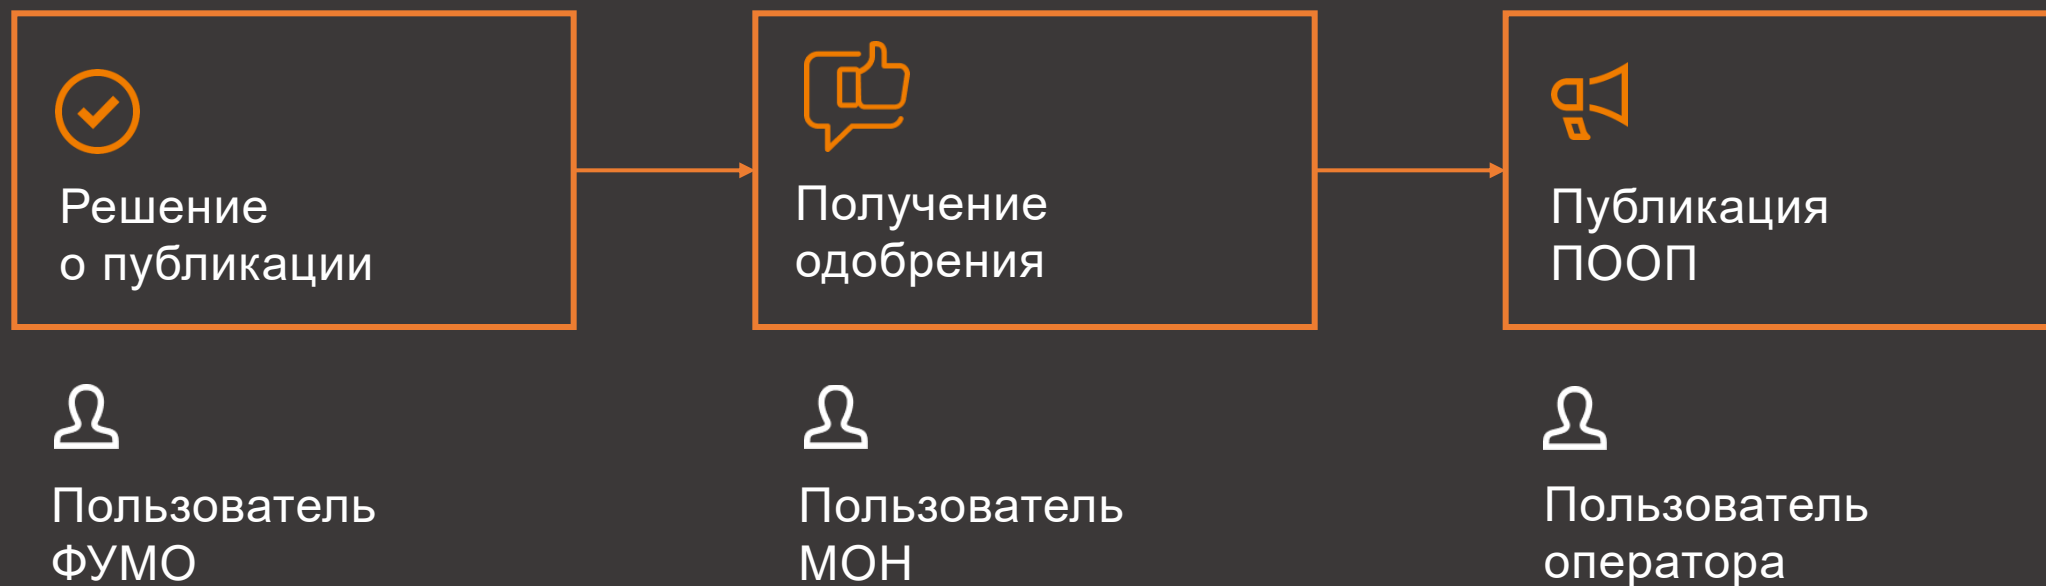 Решение
о публикации
Получение
одобрения
Публикация
ПООП
Пользователь
ФУМО
Пользователь
МОН
Пользователь
оператора